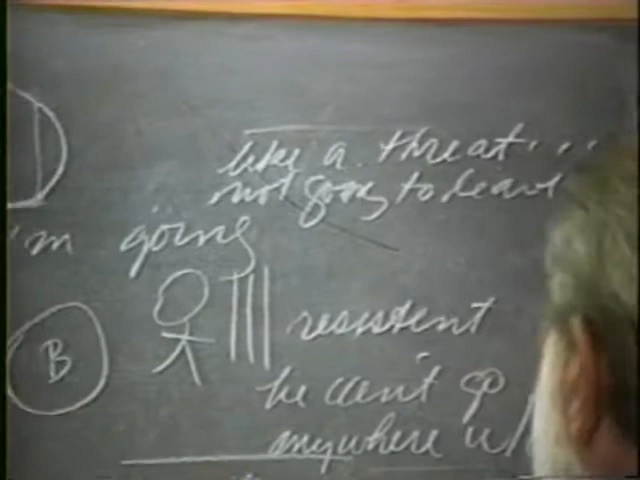 like a threat...
not going to leave
'm going
B
resistent
he can't go
anywhere w/